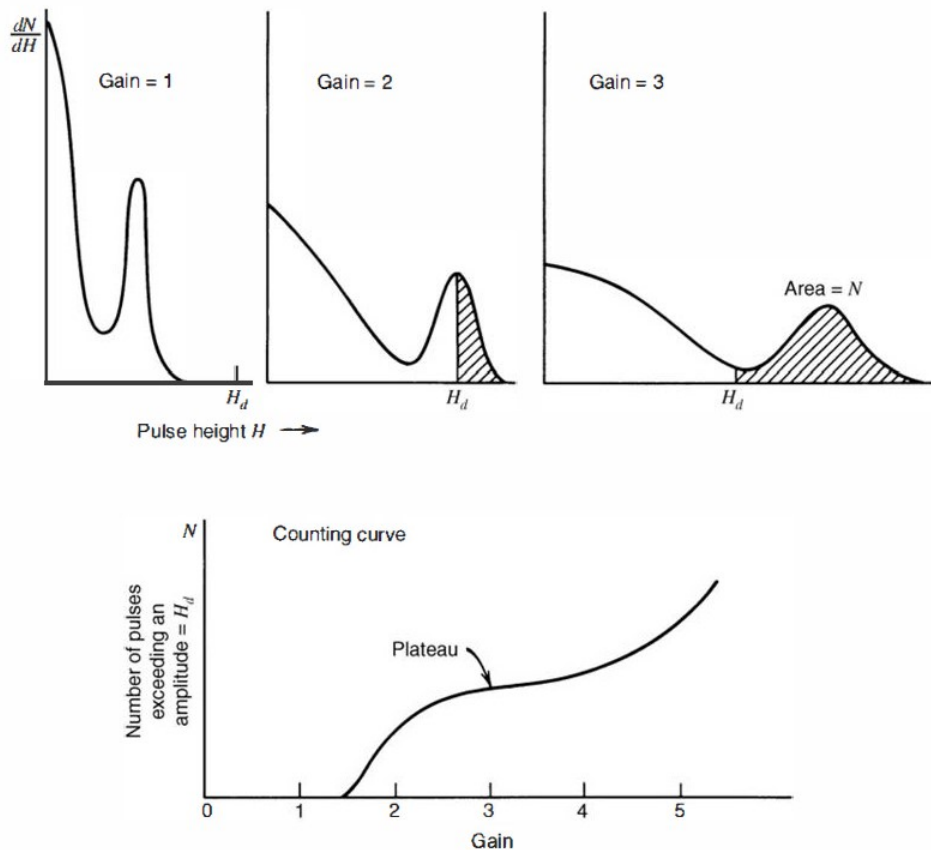 dN
dH
Gain = 1
Gain = 2
Gain = 3
Area = N
H_d
H_d
H_d
Pulse height H
N
Counting curve
Number of pulses
exceeding an
amplitude = H_d
Plateau
0
1
2
3
4
5
Gain